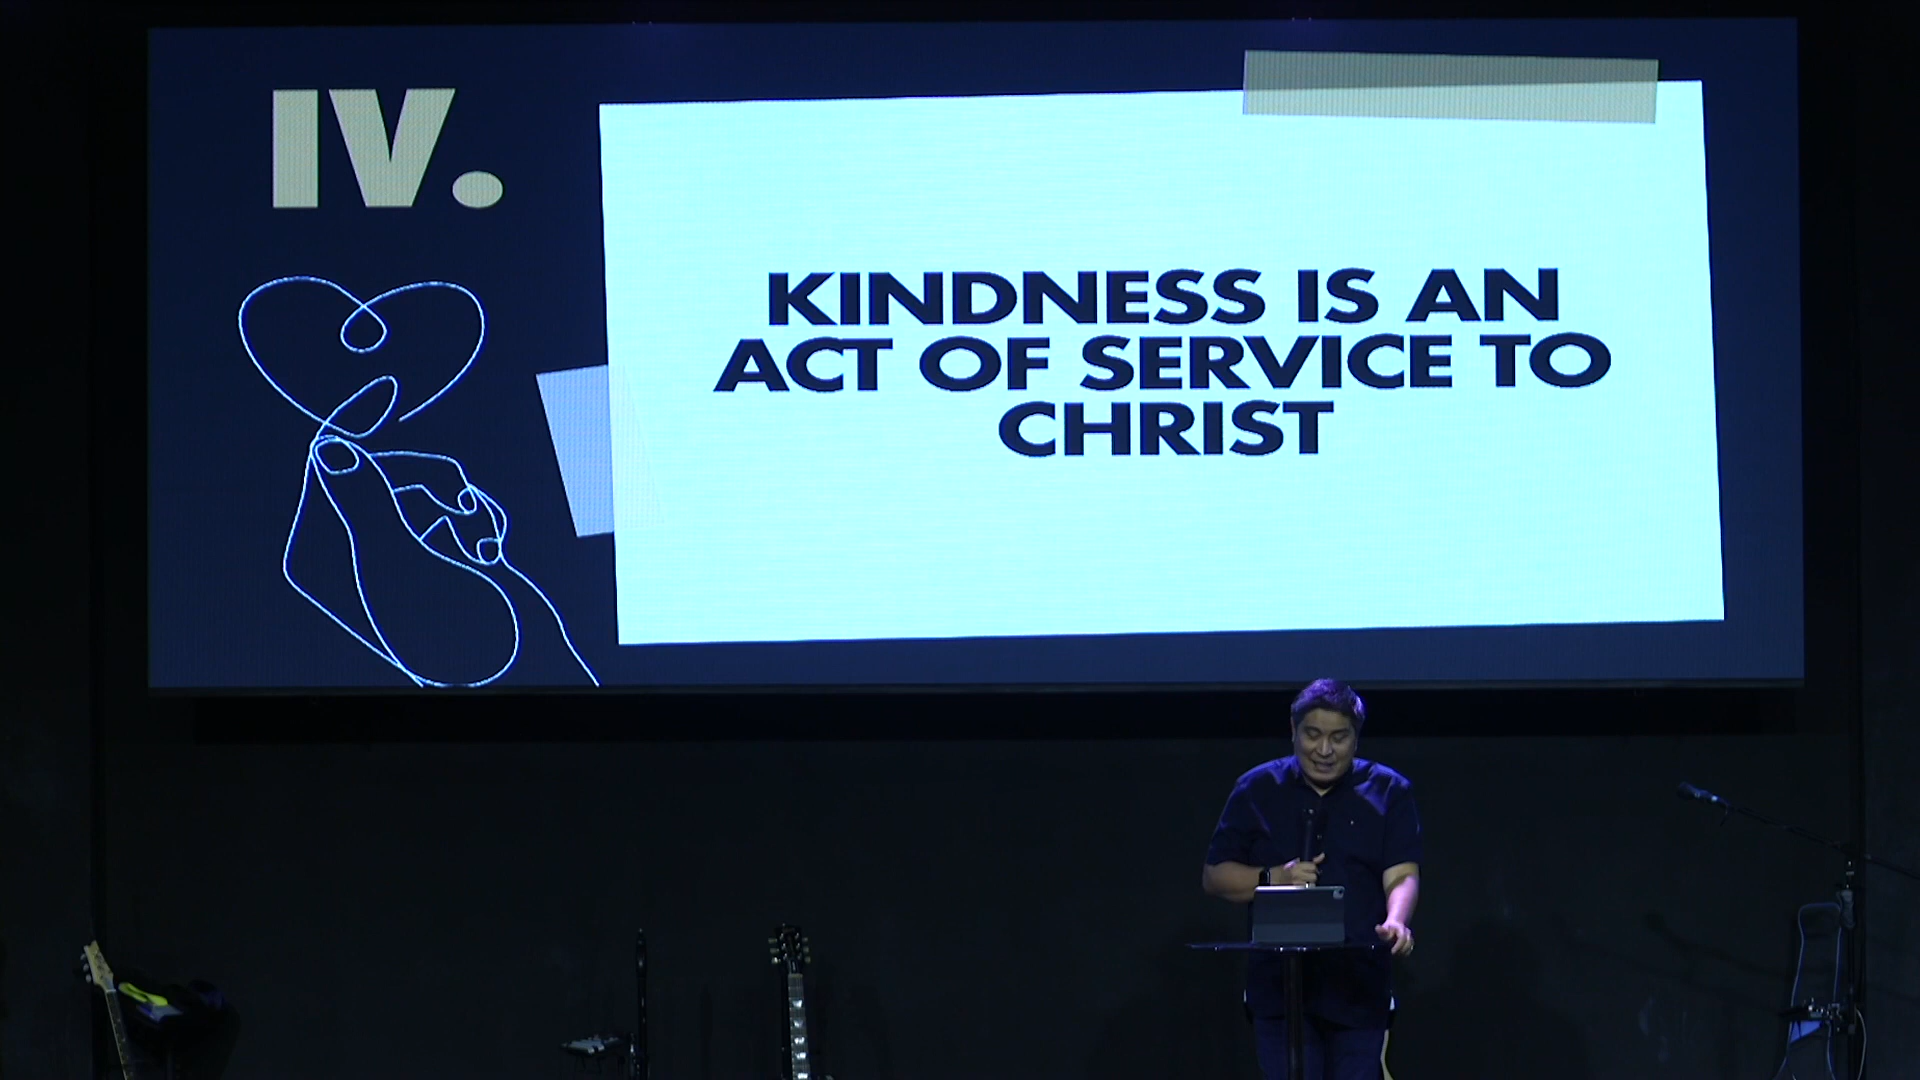 IV.
KINDNESS IS AN
ACT OF SERVICE TO
CHRIST